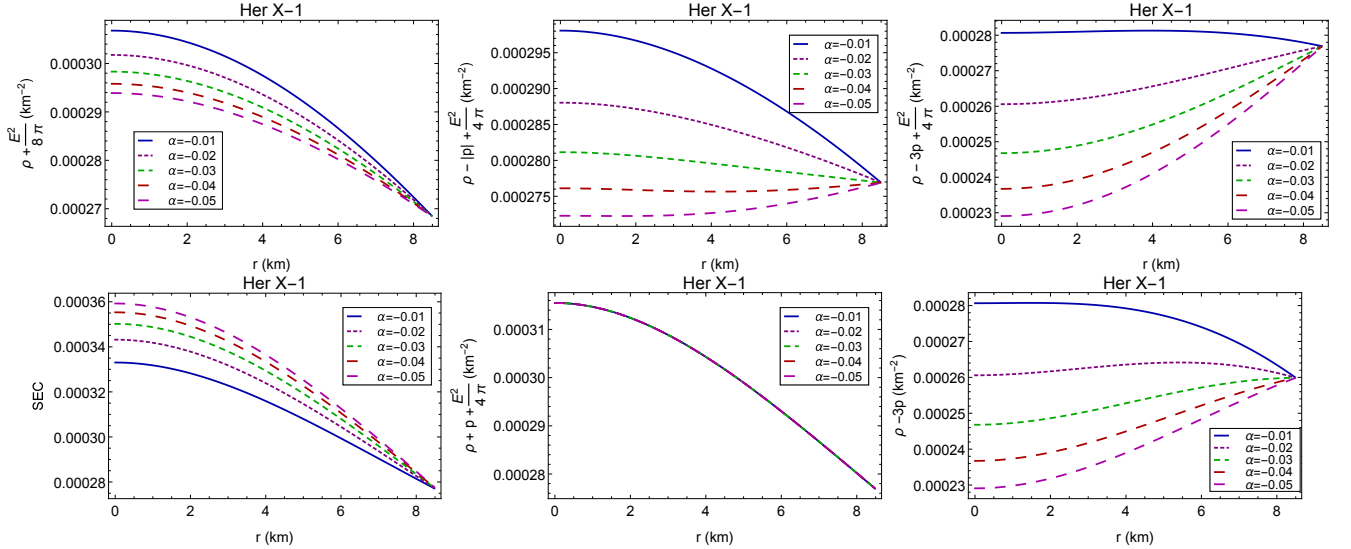 Her X-1
ρ + E²/8 π (km⁻²)
0.00030
0.00029
0.00028
0.00027
α=-0.01
α=-0.02
α=-0.03
α=-0.04
α=-0.05
0 2 4 6 8
r (km)
Her X-1
ρ - |p| + E²/4 π (km⁻²)
0.000295
0.000290
0.000285
0.000280
0.000275
α=-0.01
α=-0.02
α=-0.03
α=-0.04
α=-0.05
0 2 4 6 8
r (km)
Her X-1
ρ - 3p + E²/4 π (km⁻²)
0.00028
0.00027
0.00026
0.00025
0.00024
0.00023
α=-0.01
α=-0.02
α=-0.03
α=-0.04
α=-0.05
0 2 4 6 8
r (km)
Her X-1
SEC
0.00036
0.00034
0.00032
0.00030
0.00028
α=-0.01
α=-0.02
α=-0.03
α=-0.04
α=-0.05
0 2 4 6 8
r (km)
Her X-1
ρ + p + E²/4 π (km⁻²)
0.00031
0.00030
0.00029
0.00028
α=-0.01
α=-0.02
α=-0.03
α=-0.04
α=-0.05
0 2 4 6 8
r (km)
Her X-1
ρ -3p (km⁻²)
0.00028
0.00027
0.00026
0.00025
0.00024
0.00023
α=-0.01
α=-0.02
α=-0.03
α=-0.04
α=-0.05
0 2 4 6 8
r (km)